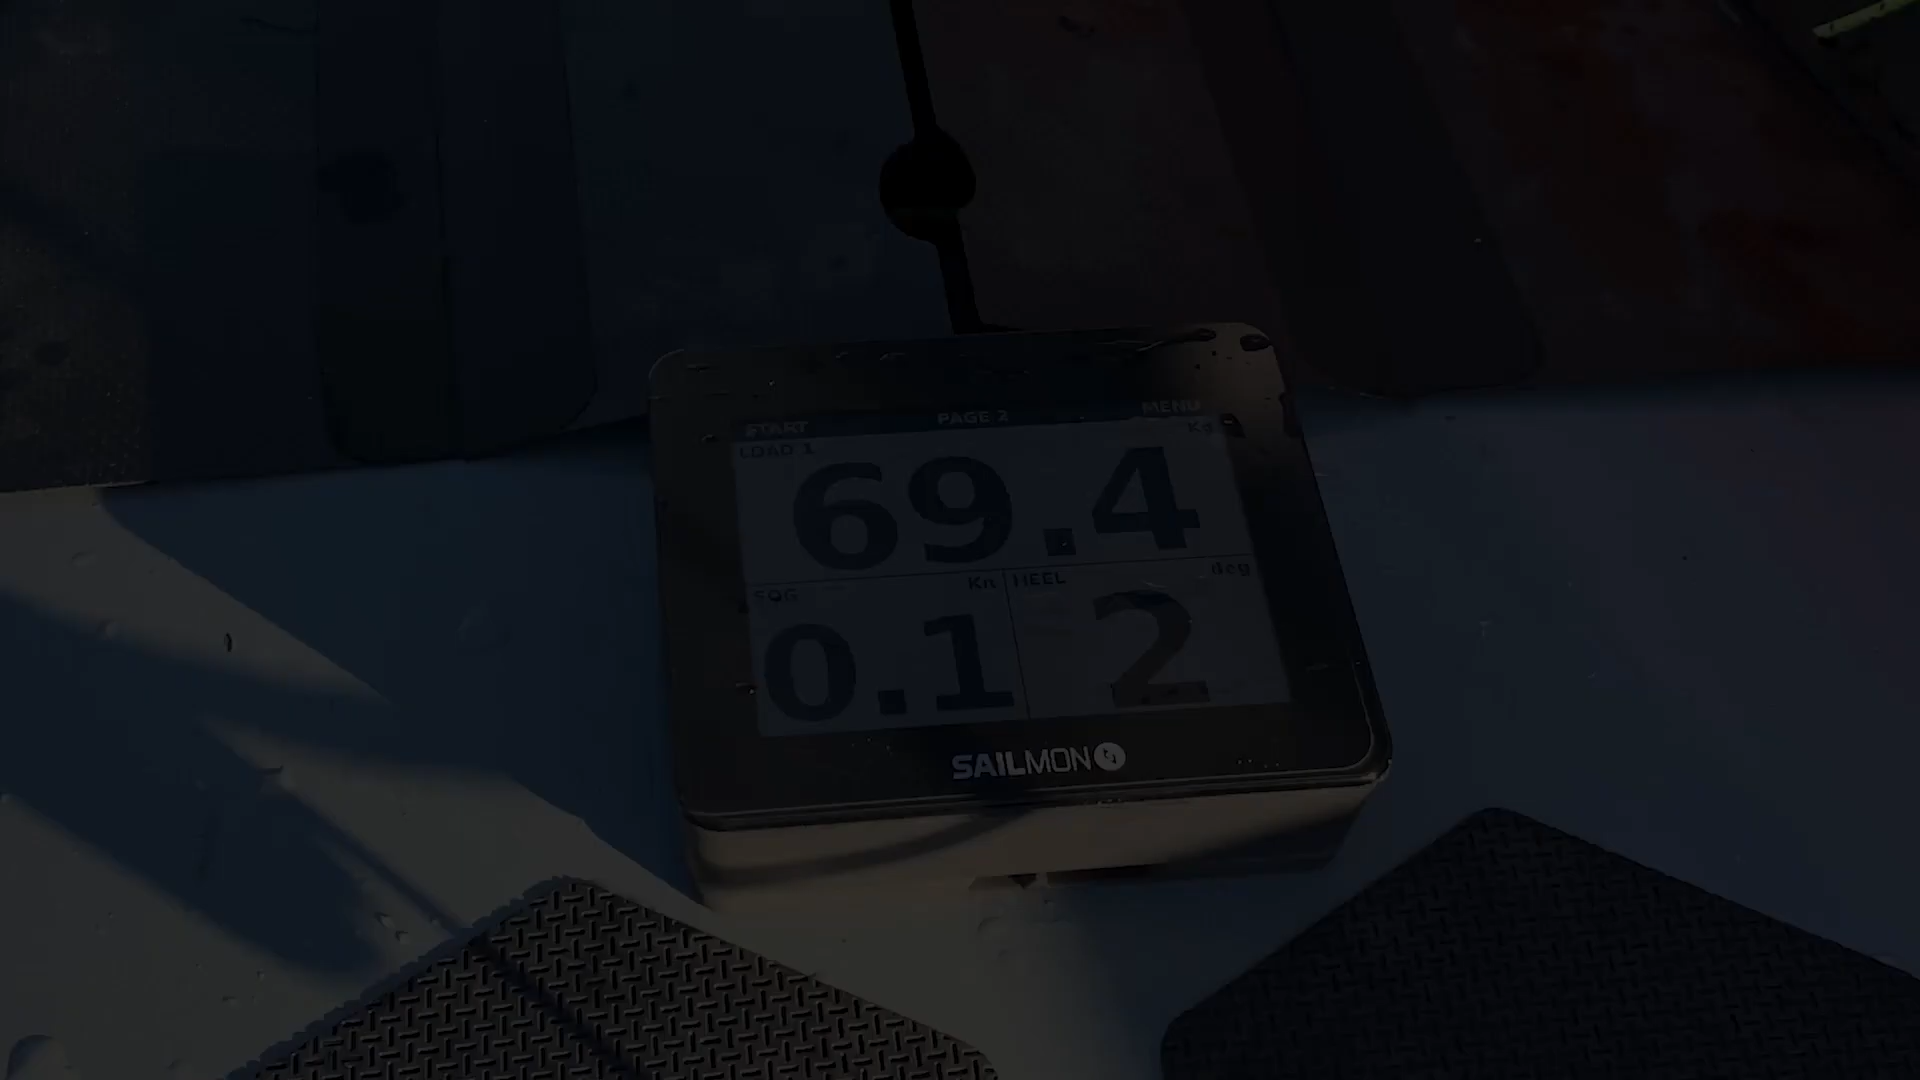 START PAGE 2 MENU
LOAD 1 Kg
69.4
SOG Kn HEEL deg
0.1 2
SAILMON